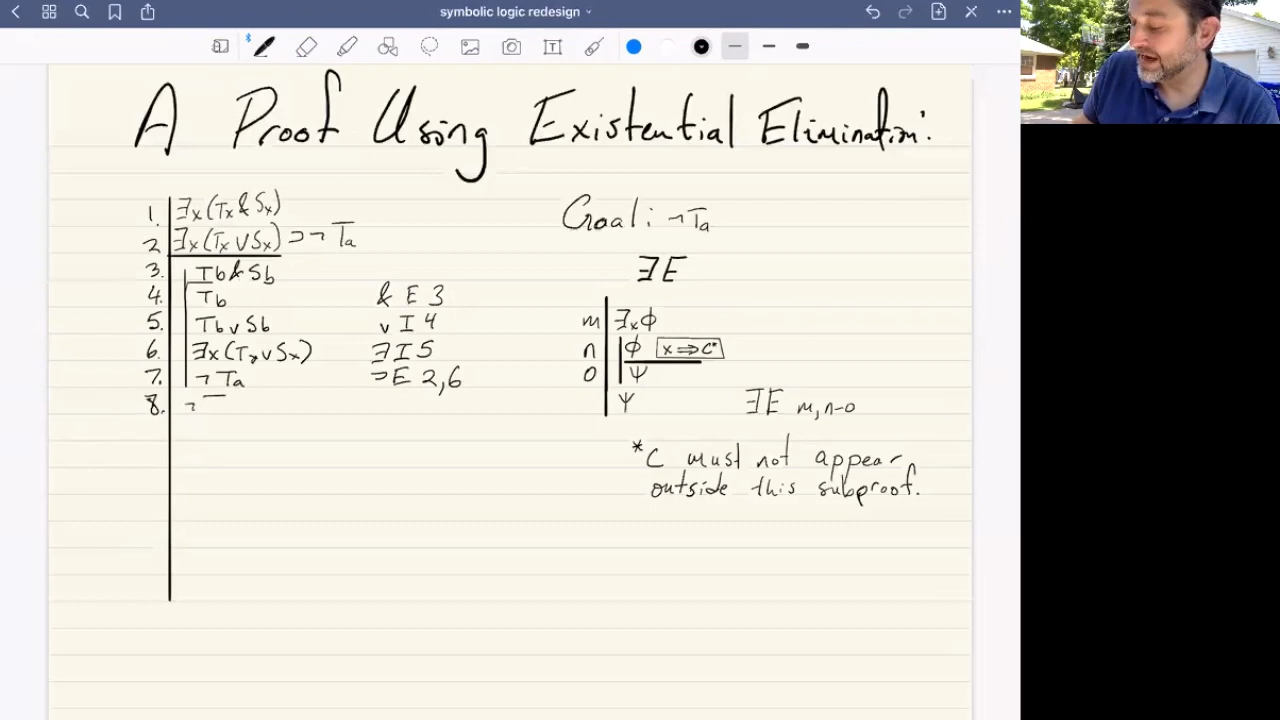 symbolic logic redesign
A Proof Using Existential Elimination:
1. ∃x(Tx & Sx)
2 ∃x(Tx ∨ Sx) ⊃ ¬Ta
3. Tb & Sb
4. Tb & E 3
5. Tb ∨ Sb ∨ I 4
6. ∃x(Tx ∨ Sx) ∃ I 5
7. ¬Ta ⊃E 2,6
8. ¬T
Goal: ¬Ta
∃E
m ∃xΦ
n Φ x ⇒ C*
o Ψ
Ψ ∃E m,n-o
*C must not appear
outside this subproof.